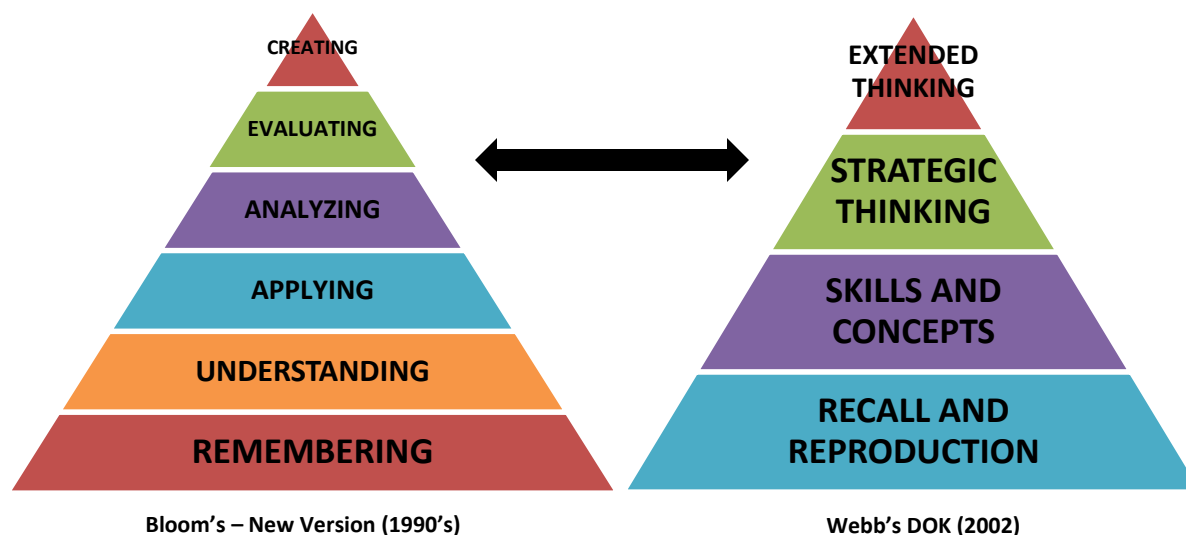 CREATING
EVALUATING
ANALYZING
APPLYING
UNDERSTANDING
REMEMBERING
Bloom’s – New Version (1990’s)
EXTENDED
THINKING
STRATEGIC
THINKING
SKILLS AND
CONCEPTS
RECALL AND
REPRODUCTION
Webb’s DOK (2002)